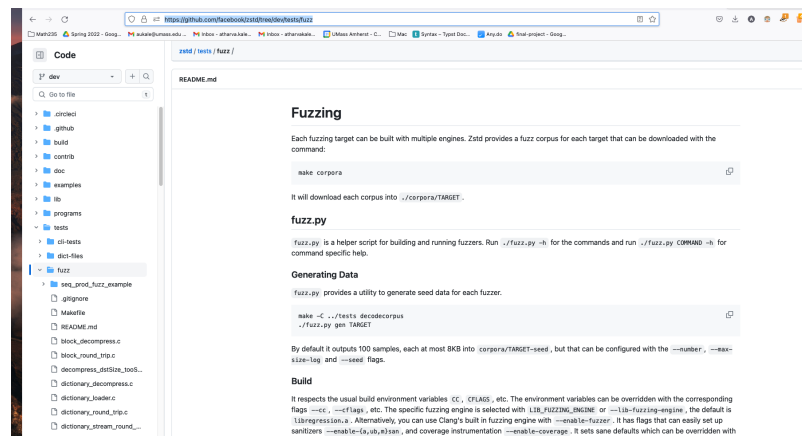 https://github.com/facebook/zstd/tree/dev/tests/fuzz
Math235 Spring 2022 - Goog... aukale@umass.edu ... Inbox - atharva.kale... Inbox - atharvakale... UMass Amherst - C... Mac Syntax – Typst Doc... Any.do final-project - Goog...
Code
dev
Go to file t
.circleci
.github
build
contrib
doc
examples
lib
programs
tests
cli-tests
dict-files
fuzz
seq_prod_fuzz_example
.gitignore
Makefile
README.md
block_decompress.c
block_round_trip.c
decompress_dstSize_tooS...
dictionary_decompress.c
dictionary_loader.c
dictionary_round_trip.c
dictionary_stream_round_...
zstd / tests / fuzz /
README.md
Fuzzing
Each fuzzing target can be built with multiple engines. Zstd provides a fuzz corpus for each target that can be downloaded with the
command:
make corpora
It will download each corpus into ./corpora/TARGET .
fuzz.py
fuzz.py is a helper script for building and running fuzzers. Run ./fuzz.py -h for the commands and run ./fuzz.py COMMAND -h for
command specific help.
Generating Data
fuzz.py provides a utility to generate seed data for each fuzzer.
make -C ../tests decodecorpus
./fuzz.py gen TARGET
By default it outputs 100 samples, each at most 8KB into corpora/TARGET-seed , but that can be configured with the --number , --max-
size-log and --seed flags.
Build
It respects the usual build environment variables CC , CFLAGS , etc. The environment variables can be overridden with the corresponding
flags --cc , --cflags , etc. The specific fuzzing engine is selected with LIB_FUZZING_ENGINE or --lib-fuzzing-engine , the default is
libregression.a . Alternatively, you can use Clang's built in fuzzing engine with --enable-fuzzer . It has flags that can easily set up
sanitizers --enable-{a,ub,m}san , and coverage instrumentation --enable-coverage . It sets sane defaults which can be overridden with